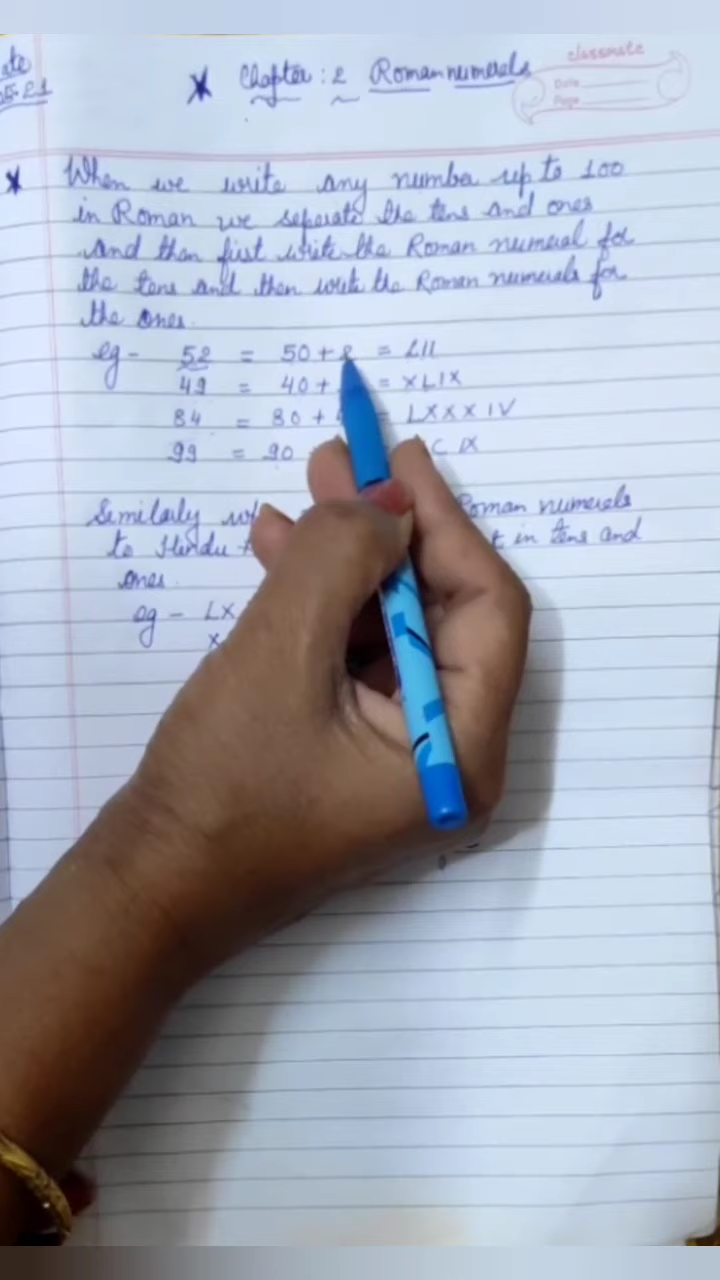 ate
classmate
* Chapter : 2 Roman numerals
Date
Page
* When we write any number up to 100
in Roman we seperate the tens and ones
and then first write the Roman numeral for
the tens and then write the Roman numerals for
the ones.
eg - 52 = 50 + 2 = LII
49 = 40 + = XLIX
84 = 80 + = LXXXIV
99 = 90 C IX
Similarly Roman numerals
to Hindu in tens and
ones.
eg - LX
X